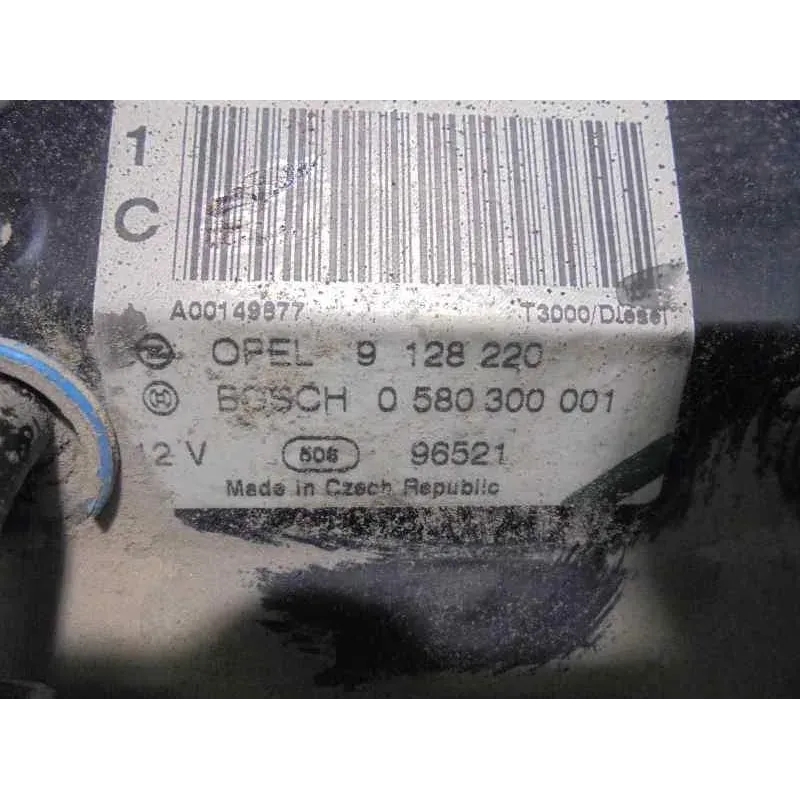 1
C
A00149877 T3000/Diesel
OPEL 9 128 220
BOSCH 0 580 300 001
12 V 505 96521
Made in Czech Republic